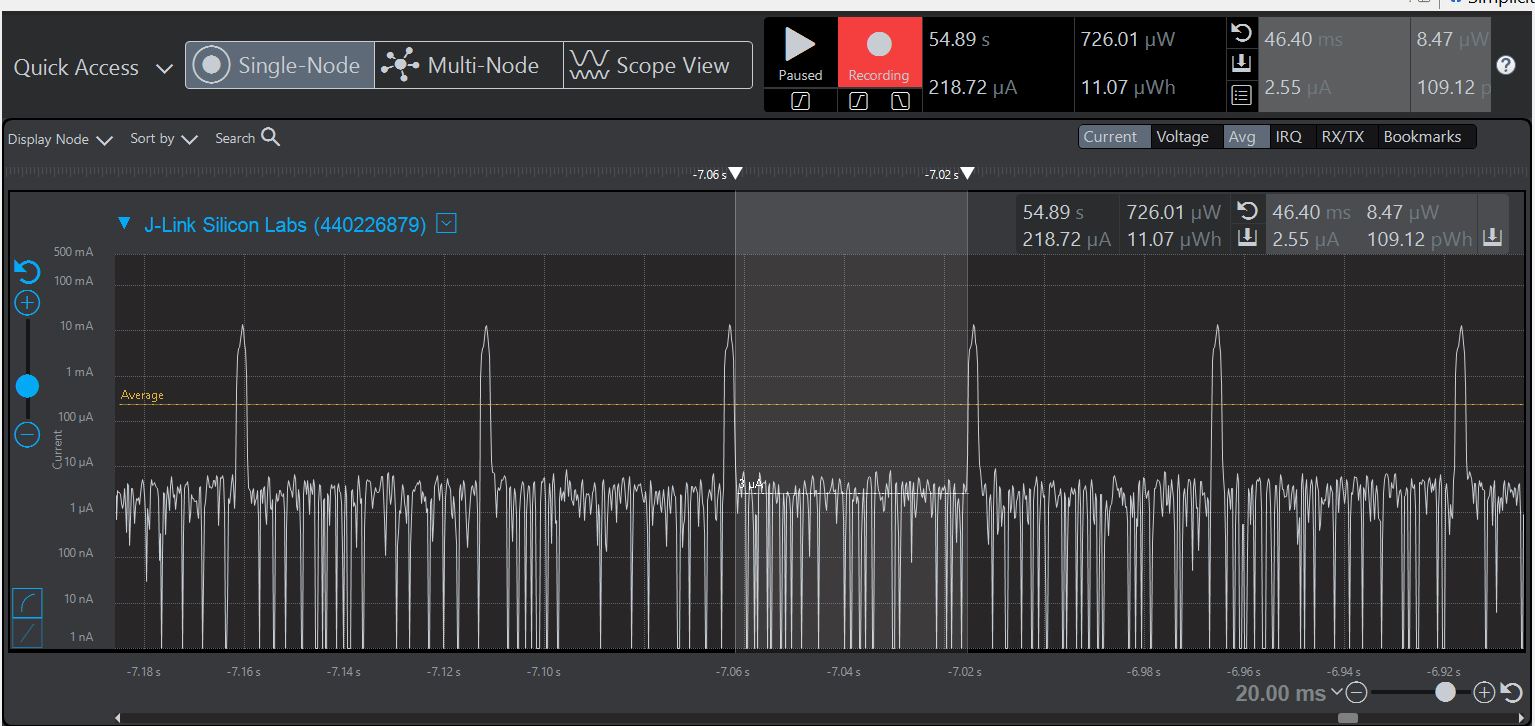 Quick Access
Single-Node
Multi-Node
Scope View
Paused
Recording
54.89 s
726.01 µW
218.72 µA
11.07 µWh
46.40 ms
8.47 µW
2.55 µA
109.12 p
?
Display Node
Sort by
Search
Current
Voltage
Avg
IRQ
RX/TX
Bookmarks
-7.06 s
-7.02 s
J-Link Silicon Labs (440226879)
54.89 s
726.01 µW
46.40 ms
8.47 µW
218.72 µA
11.07 µWh
2.55 µA
109.12 pWh
500 mA
100 mA
10 mA
1 mA
100 µA
10 µA
1 µA
100 nA
10 nA
1 nA
Current
Average
3 µA
-7.18 s
-7.16 s
-7.14 s
-7.12 s
-7.10 s
-7.06 s
-7.04 s
-7.02 s
-6.98 s
-6.96 s
-6.94 s
-6.92 s
20.00 ms